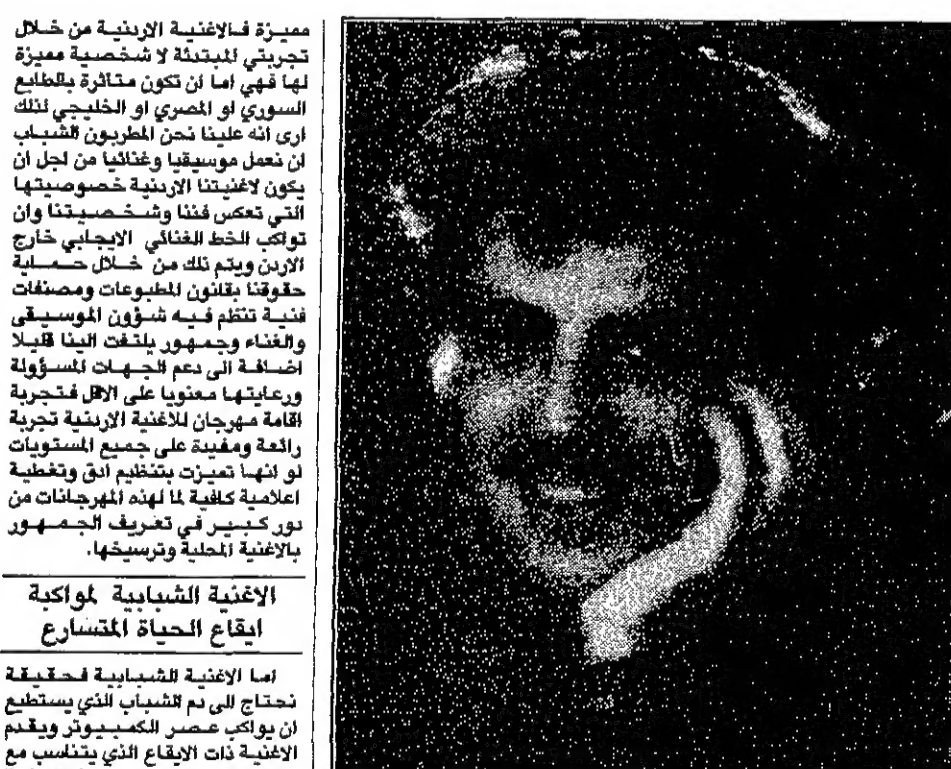 مميزة فالاغنية الاردنية من خلال
تجربتي المبتدئة لا شخصية مميزة
لها فهي اما ان تكون متأثرة بالطابع
السوري او المصري او الخليجي لذلك
ارى انه علينا نحن المطربون الشباب
ان نعمل موسيقيا وغنائيا من اجل ان
يكون لاغنيتنا الاردنية خصوصيتها
التي تعكس فننا وشخصيتنا وان
تواكب الخط الغنائي الايجابي خارج
الاردن ويتم ذلك من خلال حماية
حقوقنا بقانون المطبوعات ومصنفات
فنية تنظم فيه شؤون الموسيقى
والغناء وجمهور يلتفت الينا قليلا
اضافة الى دعم الجهات المسؤولة
ورعايتها معنويا على الاقل فتجربة
اقامة مهرجان للاغنية الاردنية تجربة
رائعة ومفيدة على جميع المستويات
لو انها تميزت بتنظيم ادق وتغطية
اعلامية كافية لما لهذه المهرجانات من
دور كبير في تعريف الجمهور
بالاغنية المحلية وترسيخها.
الاغنية الشبابية لمواكبة
ايقاع الحياة المتسارع
اما الاغنية الشبابية فحقيقة
نحتاج الى دم الشباب الذي يستطيع
ان يواكب عصر الكمبيوتر ويقدم
الاغنية ذات الايقاع الذي يتناسب مع